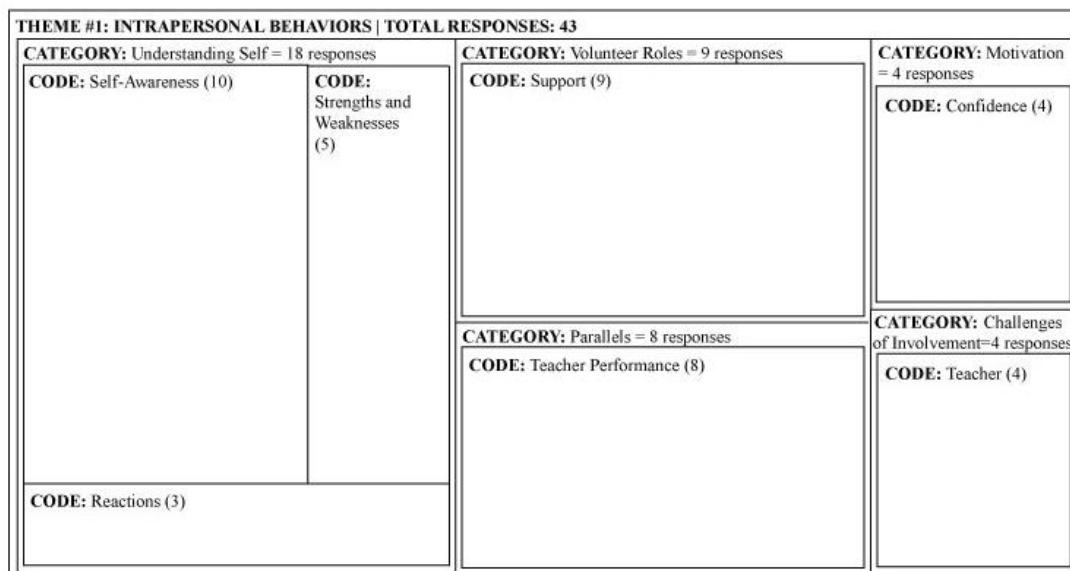 THEME #1: INTRAPERSONAL BEHAVIORS | TOTAL RESPONSES: 43
CATEGORY: Understanding Self = 18 responses
CODE: Self-Awareness (10)
CODE:
Strengths and
Weaknesses
(5)
CODE: Reactions (3)
CATEGORY: Volunteer Roles = 9 responses
CODE: Support (9)
CATEGORY: Parallels = 8 responses
CODE: Teacher Performance (8)
CATEGORY: Motivation
= 4 responses
CODE: Confidence (4)
CATEGORY: Challenges
of Involvement=4 responses
CODE: Teacher (4)